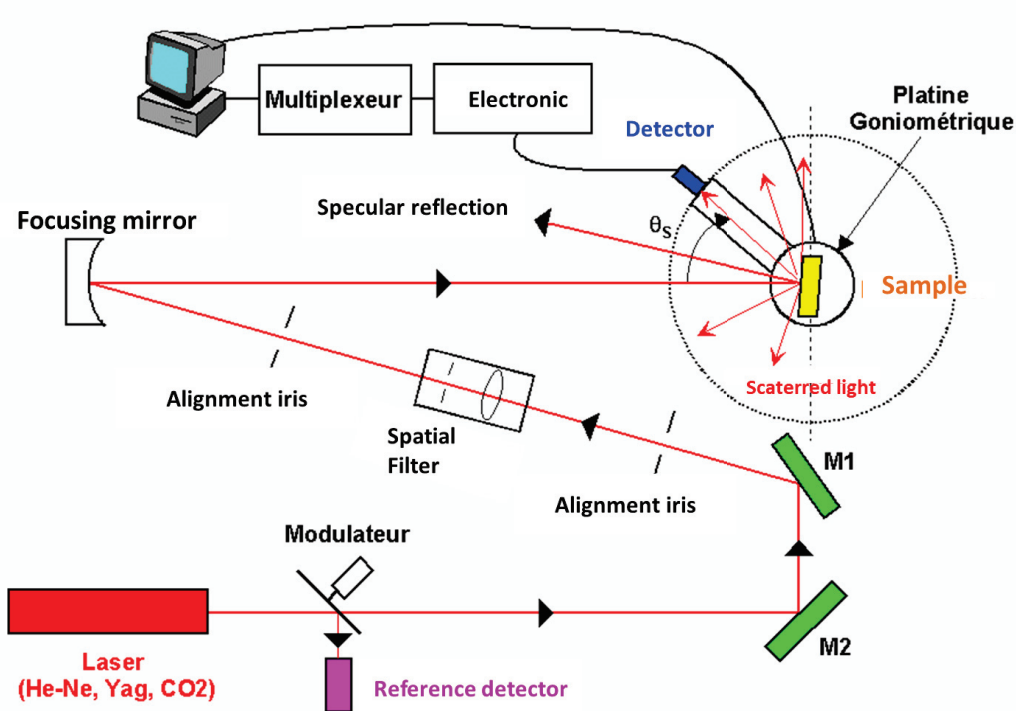 Multiplexeur
Electronic
Platine
Goniométrique
Detector
Specular reflection
θs
Focusing mirror
Sample
Scaterred light
Alignment iris
Spatial
Filter
M1
Alignment iris
Modulateur
M2
Laser
(He-Ne, Yag, CO2)
Reference detector